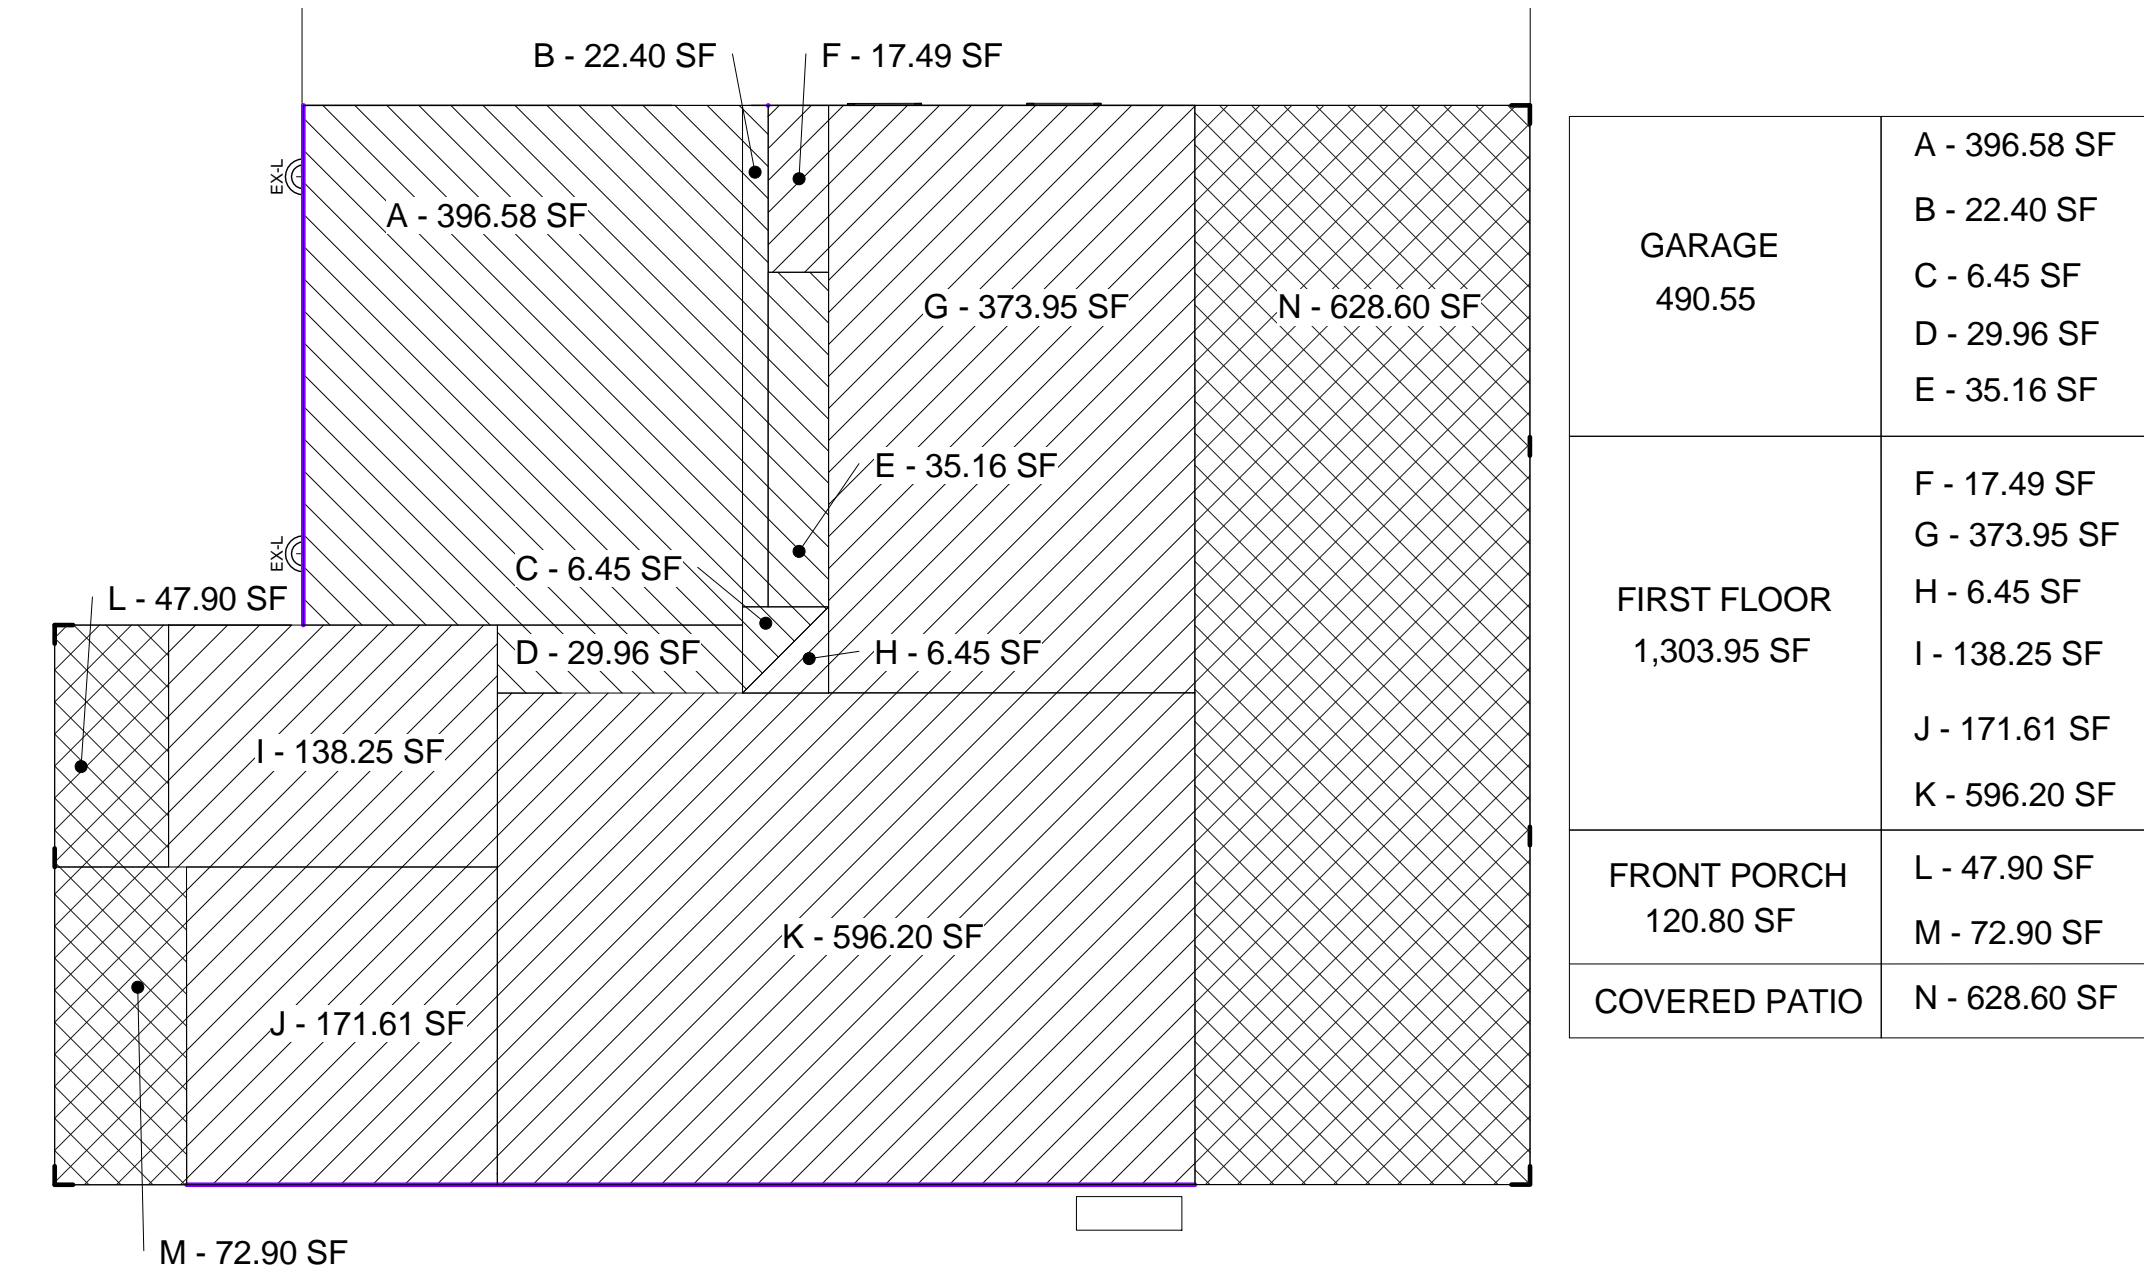 B - 22.40 SF
F - 17.49 SF
EX-L
A - 396.58 SF
G - 373.95 SF
N - 628.60 SF
E - 35.16 SF
EX-L
C - 6.45 SF
L - 47.90 SF
D - 29.96 SF
H - 6.45 SF
I - 138.25 SF
K - 596.20 SF
J - 171.61 SF
M - 72.90 SF
GARAGE
490.55
A - 396.58 SF
B - 22.40 SF
C - 6.45 SF
D - 29.96 SF
E - 35.16 SF
FIRST FLOOR
1,303.95 SF
F - 17.49 SF
G - 373.95 SF
H - 6.45 SF
I - 138.25 SF
J - 171.61 SF
K - 596.20 SF
FRONT PORCH
120.80 SF
L - 47.90 SF
M - 72.90 SF
COVERED PATIO
N - 628.60 SF